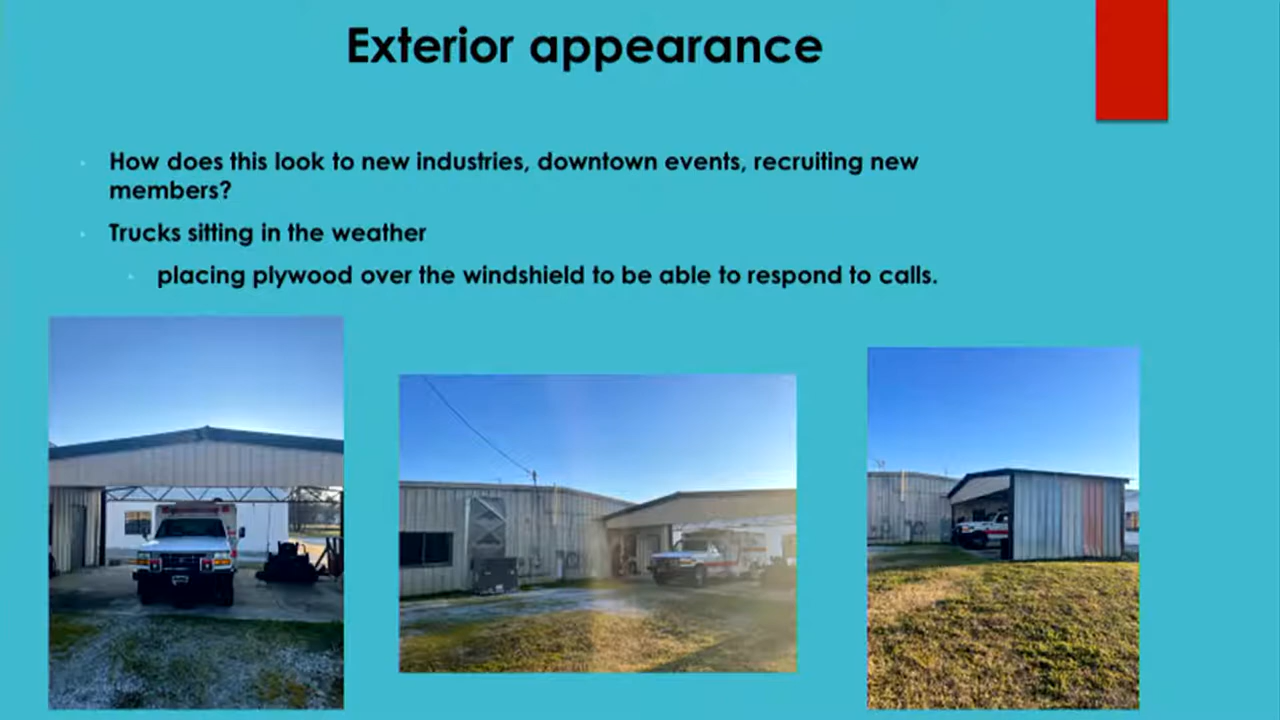 Exterior appearance
How does this look to new industries, downtown events, recruiting new
members?
Trucks sitting in the weather
placing plywood over the windshield to be able to respond to calls.